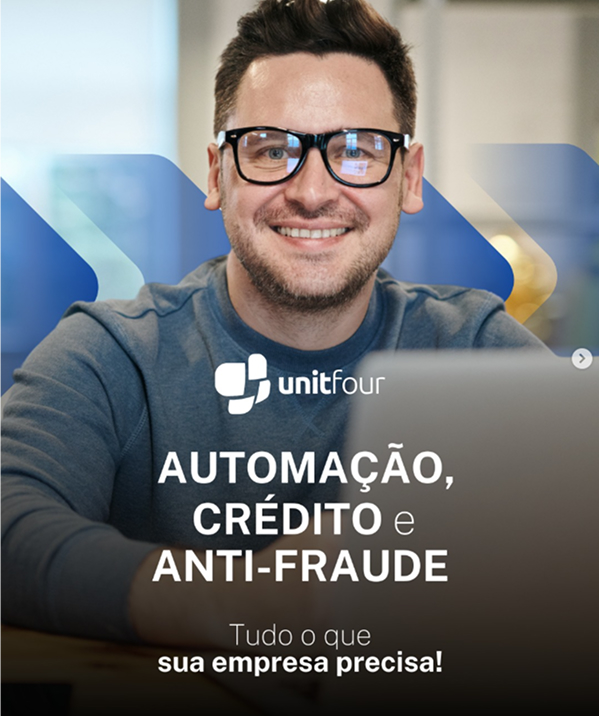 unitfour
AUTOMAÇÃO,
CRÉDITO e
ANTI-FRAUDE
Tudo o que
sua empresa precisa!